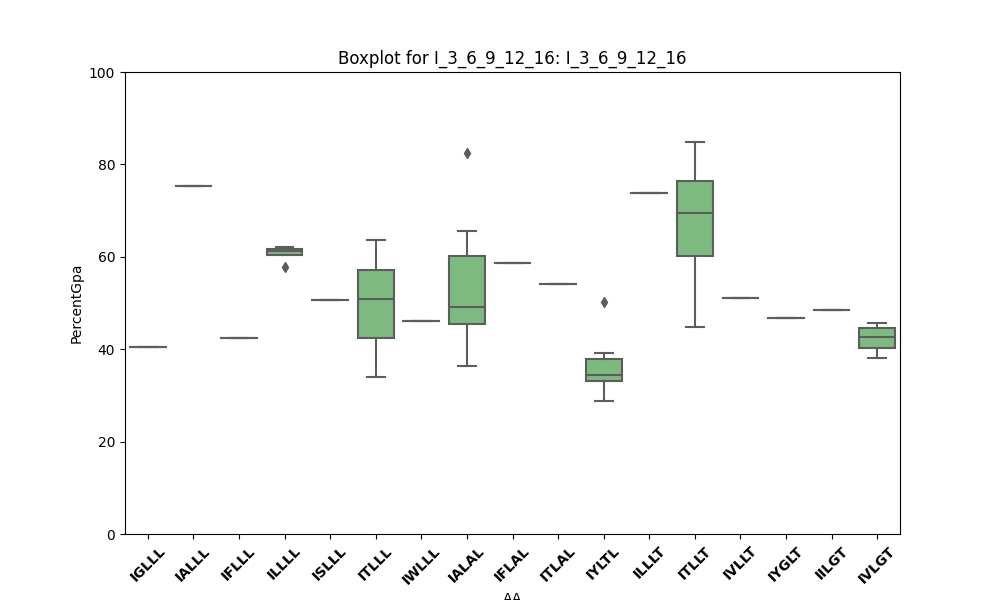 Boxplot for I_3_6_9_12_16: I_3_6_9_12_16
100
80
60
40
20
0
PercentGpa
IGLLL IALLL IFLLL ILLLL ISLLL ITLLL IWLLL IALAL IFLAL ITLAL IYLTL ILLLT ITLLT IVLLT IYGLT IILGT IVLGT
AA